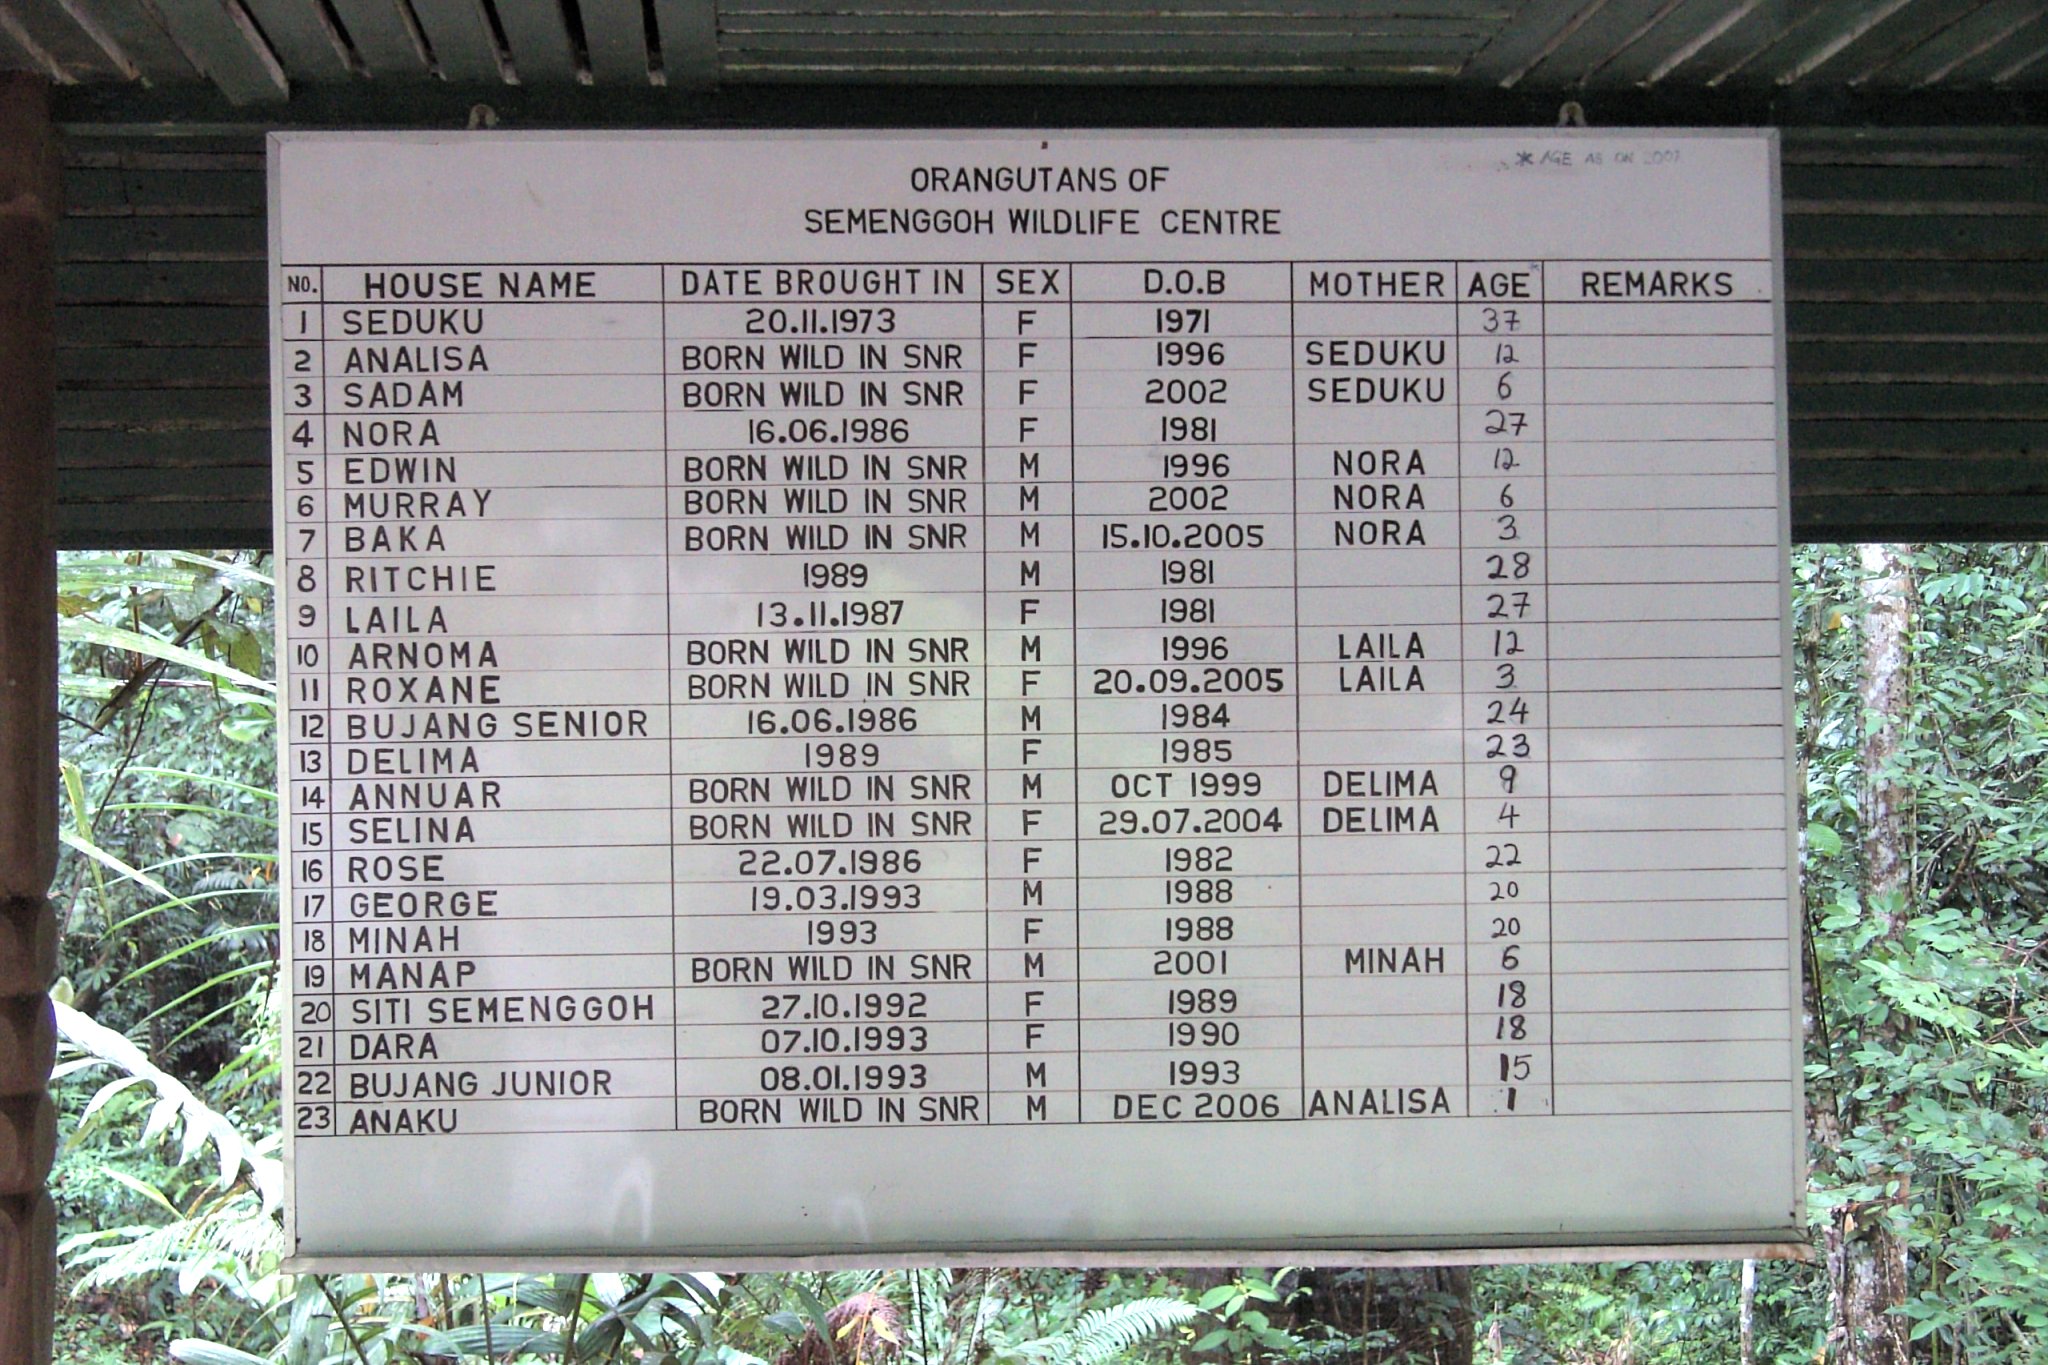 * AGE AS ON 2007
ORANGUTANS OF
SEMENGGOH WILDLIFE CENTRE
NO. HOUSE NAME DATE BROUGHT IN SEX D.O.B MOTHER AGE* REMARKS
1 SEDUKU 20.11.1973 F 1971 37
2 ANALISA BORN WILD IN SNR F 1996 SEDUKU 12
3 SADAM BORN WILD IN SNR F 2002 SEDUKU 6
4 NORA 16.06.1986 F 1981 27
5 EDWIN BORN WILD IN SNR M 1996 NORA 12
6 MURRAY BORN WILD IN SNR M 2002 NORA 6
7 BAKA BORN WILD IN SNR M 15.10.2005 NORA 3
8 RITCHIE 1989 M 1981 28
9 LAILA 13.11.1987 F 1981 27
10 ARNOMA BORN WILD IN SNR M 1996 LAILA 12
11 ROXANE BORN WILD IN SNR F 20.09.2005 LAILA 3
12 BUJANG SENIOR 16.06.1986 M 1984 24
13 DELIMA 1989 F 1985 23
14 ANNUAR BORN WILD IN SNR M OCT 1999 DELIMA 9
15 SELINA BORN WILD IN SNR F 29.07.2004 DELIMA 4
16 ROSE 22.07.1986 F 1982 22
17 GEORGE 19.03.1993 M 1988 20
18 MINAH 1993 F 1988 20
19 MANAP BORN WILD IN SNR M 2001 MINAH 6
20 SITI SEMENGGOH 27.10.1992 F 1989 18
21 DARA 07.10.1993 F 1990 18
22 BUJANG JUNIOR 08.01.1993 M 1993 15
23 ANAKU BORN WILD IN SNR M DEC 2006 ANALISA 1